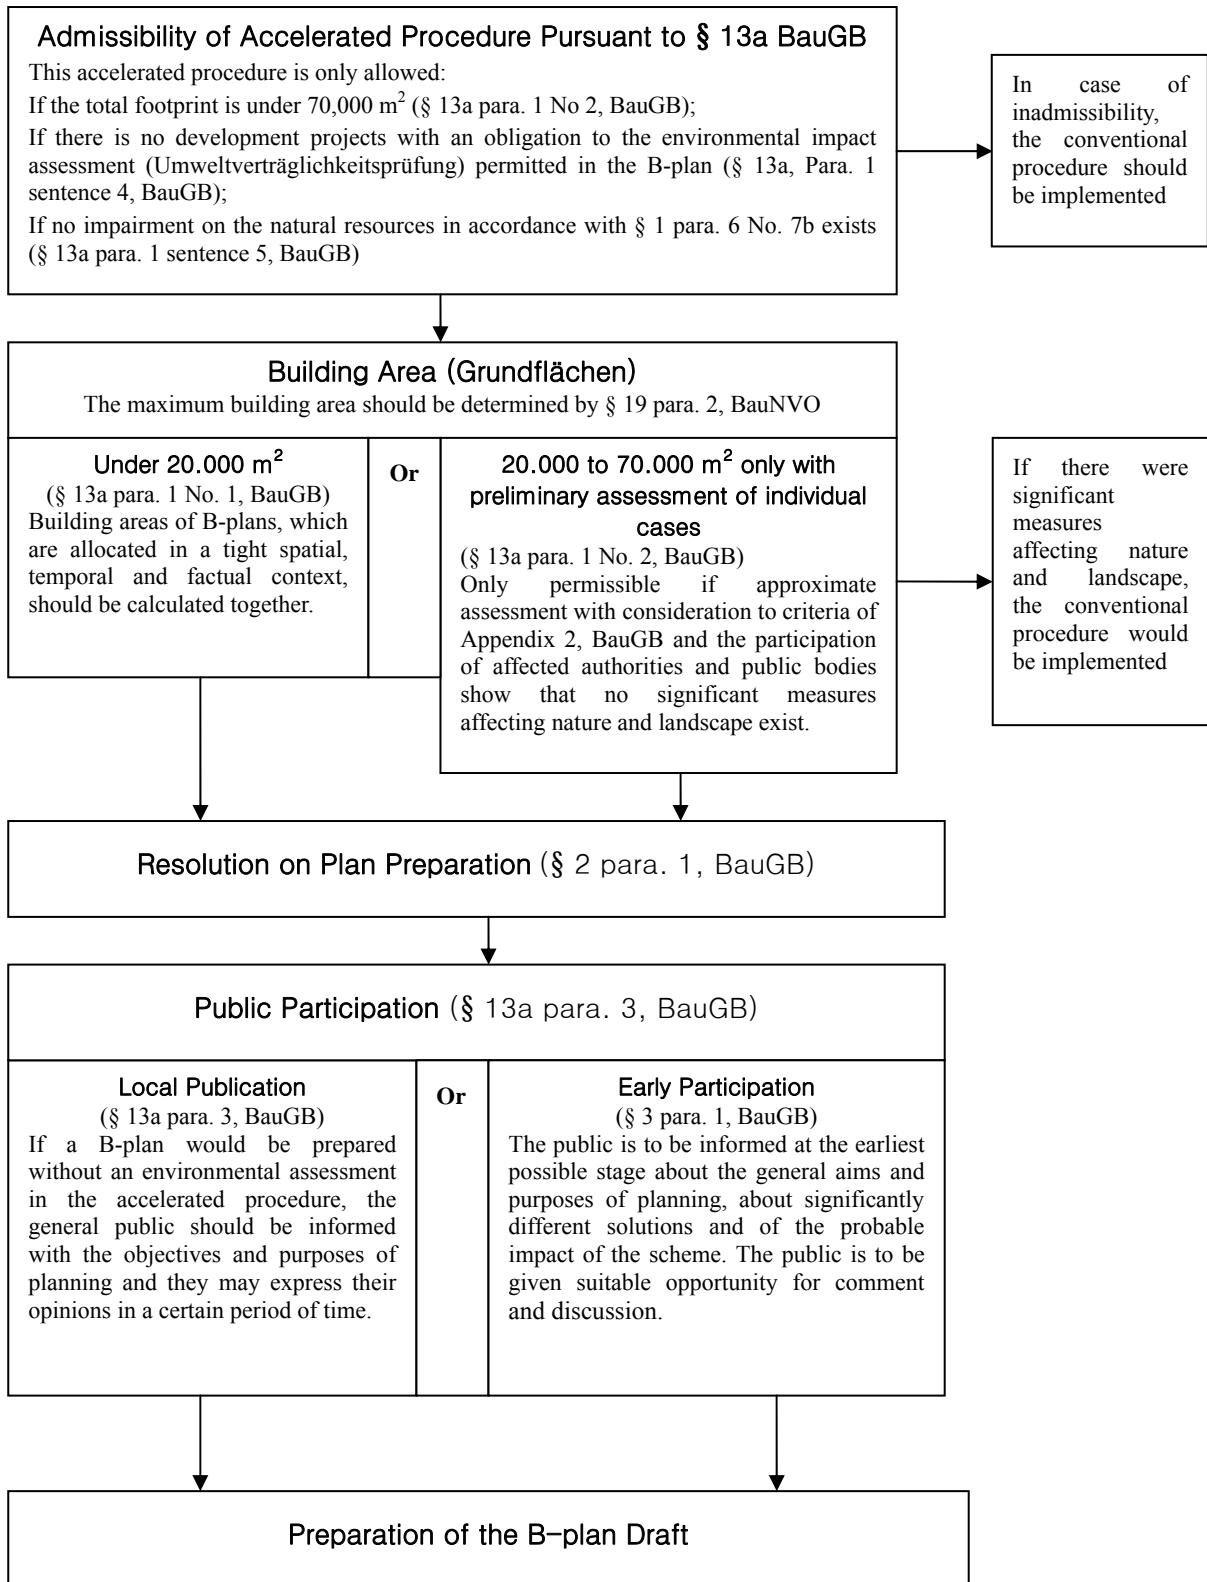 Admissibility of Accelerated Procedure Pursuant to § 13a BauGB
This accelerated procedure is only allowed:
If the total footprint is under 70,000 m² (§ 13a para. 1 No 2, BauGB);
If there is no development projects with an obligation to the environmental impact
assessment (Umweltverträglichkeitsprüfung) permitted in the B-plan (§ 13a, Para. 1
sentence 4, BauGB);
If no impairment on the natural resources in accordance with § 1 para. 6 No. 7b exists
(§ 13a para. 1 sentence 5, BauGB)
In case of
inadmissibility,
the conventional
procedure should
be implemented
Building Area (Grundflächen)
The maximum building area should be determined by § 19 para. 2, BauNVO
Under 20.000 m²
(§ 13a para. 1 No. 1, BauGB)
Building areas of B-plans, which
are allocated in a tight spatial,
temporal and factual context,
should be calculated together.
Or
20.000 to 70.000 m² only with
preliminary assessment of individual
cases
(§ 13a para. 1 No. 2, BauGB)
Only permissible if approximate
assessment with consideration to criteria of
Appendix 2, BauGB and the participation
of affected authorities and public bodies
show that no significant measures
affecting nature and landscape exist.
If there were
significant
measures
affecting nature
and landscape,
the conventional
procedure would
be implemented
Resolution on Plan Preparation (§ 2 para. 1, BauGB)
Public Participation (§ 13a para. 3, BauGB)
Local Publication
(§ 13a para. 3, BauGB)
If a B-plan would be prepared
without an environmental assessment
in the accelerated procedure, the
general public should be informed
with the objectives and purposes of
planning and they may express their
opinions in a certain period of time.
Or
Early Participation
(§ 3 para. 1, BauGB)
The public is to be informed at the earliest
possible stage about the general aims and
purposes of planning, about significantly
different solutions and of the probable
impact of the scheme. The public is to be
given suitable opportunity for comment
and discussion.
Preparation of the B-plan Draft